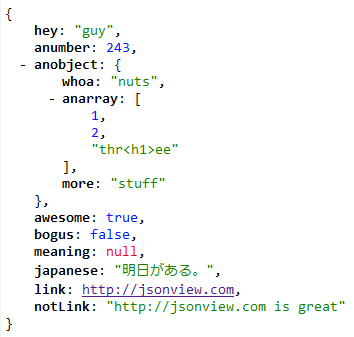 {
hey: "guy",
anumber: 243,
- anobject: {
whoa: "nuts",
- anarray: [
1,
2,
"thr<h1>ee"
],
more: "stuff"
},
awesome: true,
bogus: false,
meaning: null,
japanese: "明日がある。",
link: http://jsonview.com,
notLink: "http://jsonview.com is great"
}